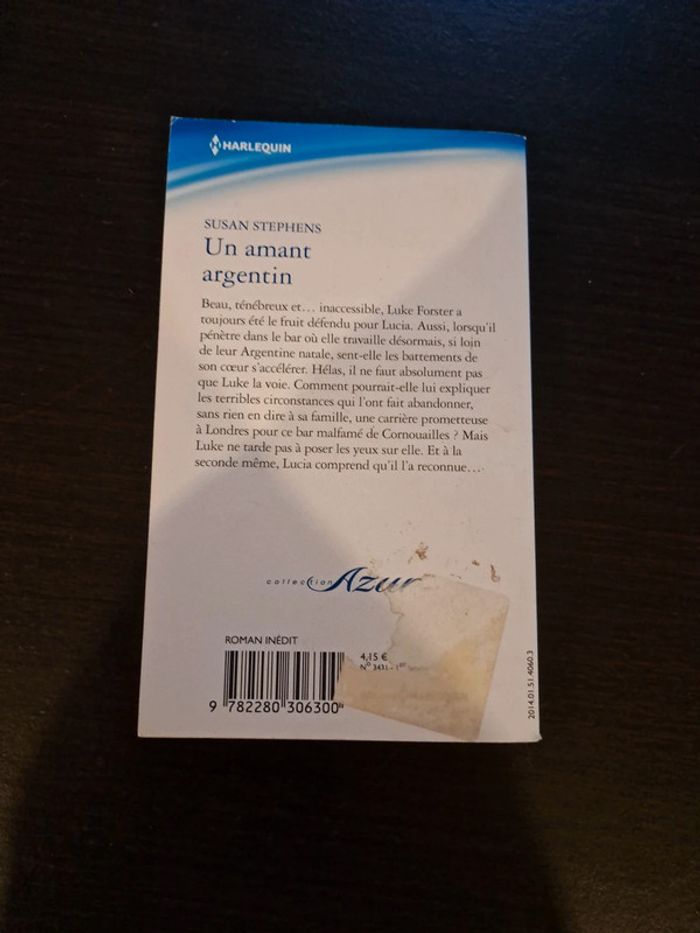 HARLEQUIN
SUSAN STEPHENS
Un amant
argentin
Beau, ténébreux et… inaccessible, Luke Forster a
toujours été le fruit défendu pour Lucia. Aussi, lorsqu'il
pénètre dans le bar où elle travaille désormais, si loin
de leur Argentine natale, sent-elle les battements de
son cœur s'accélérer. Hélas, il ne faut absolument pas
que Luke la voie. Comment pourrait-elle lui expliquer
les terribles circonstances qui l'ont fait abandonner,
sans rien en dire à sa famille, une carrière prometteuse
à Londres pour ce bar malfamé de Cornouailles ? Mais
Luke ne tarde pas à poser les yeux sur elle. Et à la
seconde même, Lucia comprend qu'il l'a reconnue…
collection Azur
ROMAN INÉDIT
4,15 €
N° 3431 - 1er
9 782280 306300
2014.01.51.4060.3